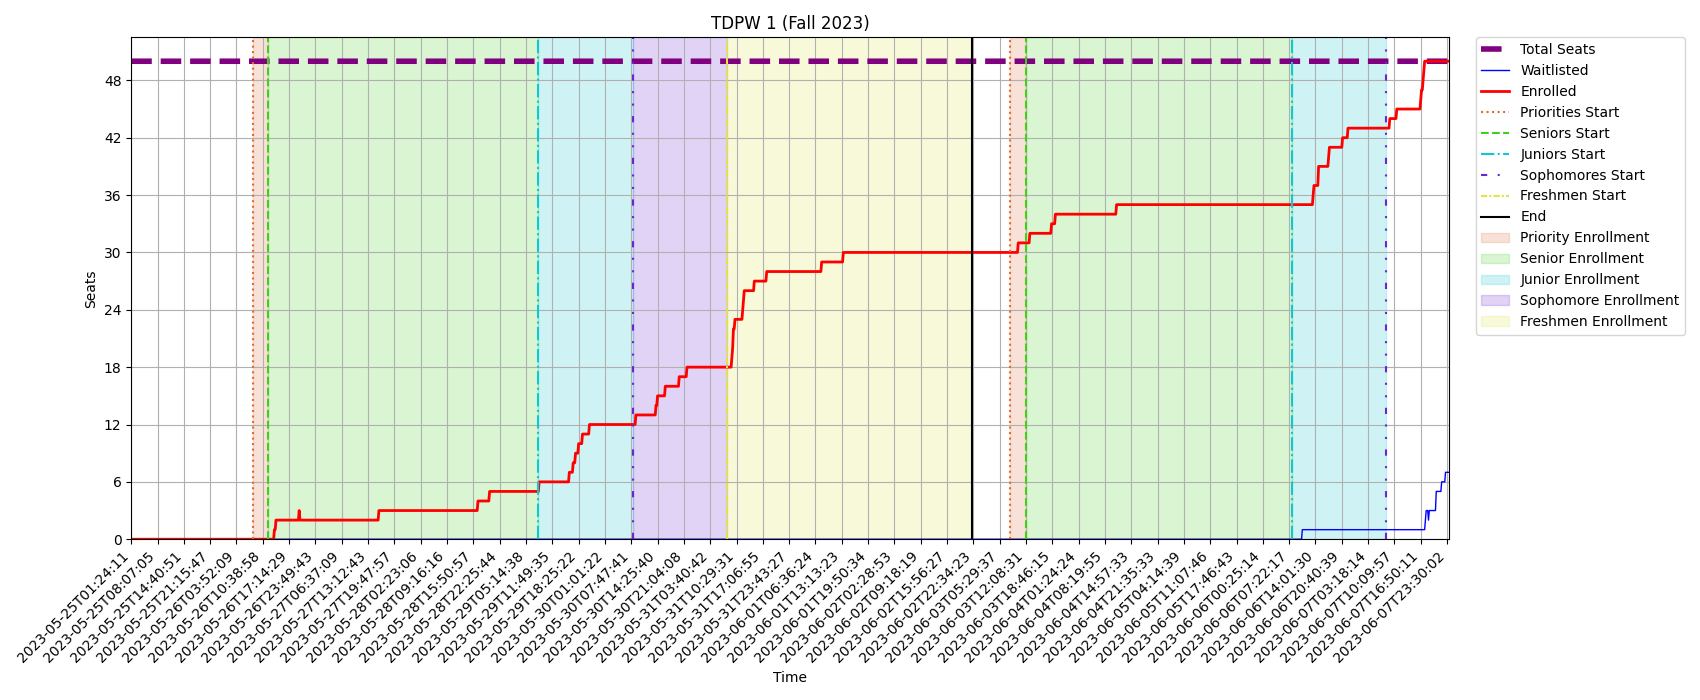 TDPW 1 (Fall 2023)
Total Seats
Waitlisted
Enrolled
Priorities Start
Seniors Start
Juniors Start
Sophomores Start
Freshmen Start
End
Priority Enrollment
Senior Enrollment
Junior Enrollment
Sophomore Enrollment
Freshmen Enrollment
Seats
48
42
36
30
24
18
12
6
0
2023-05-25T01:24:11
2023-05-25T08:07:05
2023-05-25T14:40:51
2023-05-25T21:15:47
2023-05-26T03:52:09
2023-05-26T10:38:58
2023-05-26T17:14:29
2023-05-26T23:49:43
2023-05-27T06:37:09
2023-05-27T13:12:43
2023-05-27T19:47:57
2023-05-28T02:23:06
2023-05-28T09:16:16
2023-05-28T15:50:57
2023-05-28T22:25:44
2023-05-29T05:14:38
2023-05-29T11:49:35
2023-05-29T18:25:22
2023-05-30T01:01:22
2023-05-30T07:47:41
2023-05-30T14:25:40
2023-05-30T21:04:08
2023-05-31T03:40:42
2023-05-31T10:29:31
2023-05-31T17:06:55
2023-05-31T23:43:27
2023-06-01T06:36:24
2023-06-01T13:13:23
2023-06-01T19:50:34
2023-06-02T02:28:53
2023-06-02T09:18:19
2023-06-02T15:56:27
2023-06-02T22:34:23
2023-06-03T05:29:37
2023-06-03T12:08:31
2023-06-03T18:46:15
2023-06-04T01:24:24
2023-06-04T08:19:55
2023-06-04T14:57:33
2023-06-04T21:35:33
2023-06-05T04:14:39
2023-06-05T11:07:46
2023-06-05T17:46:43
2023-06-06T00:25:14
2023-06-06T07:22:17
2023-06-06T14:01:30
2023-06-06T20:40:39
2023-06-07T03:18:14
2023-06-07T10:09:57
2023-06-07T16:50:11
2023-06-07T23:30:02
Time